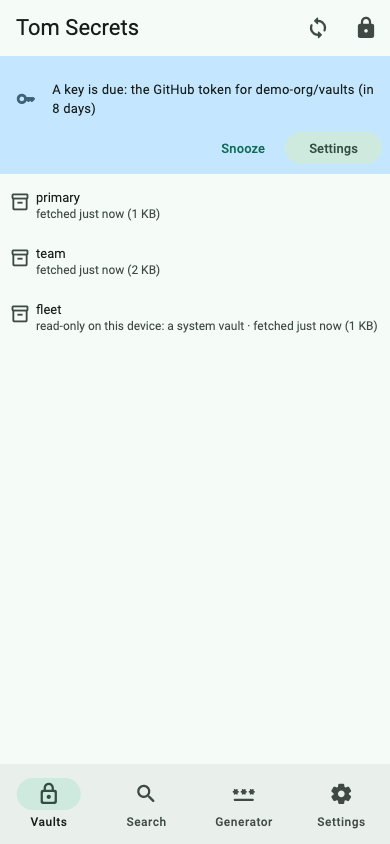 Tom Secrets
A key is due: the GitHub token for demo-org/vaults (in
8 days)
Snooze
Settings
primary
fetched just now (1 KB)
team
fetched just now (2 KB)
fleet
read-only on this device: a system vault · fetched just now (1 KB)
Vaults
Search
Generator
Settings